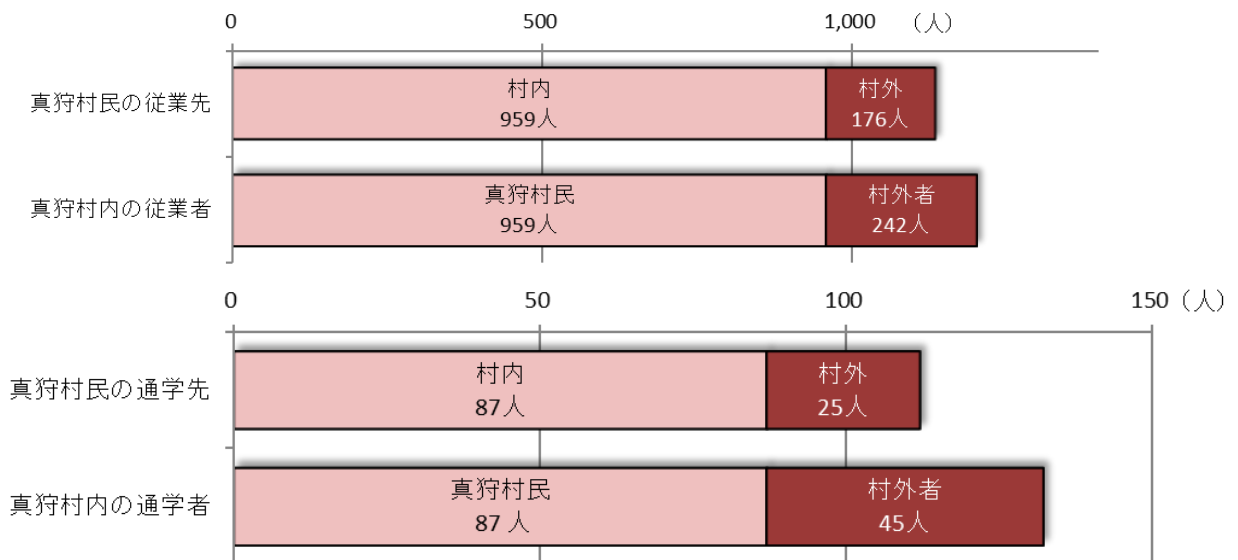 0 500 1,000 （人）
真狩村民の従業先
村内 村外
959人 176人
真狩村内の従業者
真狩村民 村外者
959人 242人
0 50 100 150 （人）
真狩村民の通学先
村内 村外
87人 25人
真狩村内の通学者
真狩村民 村外者
87人 45人